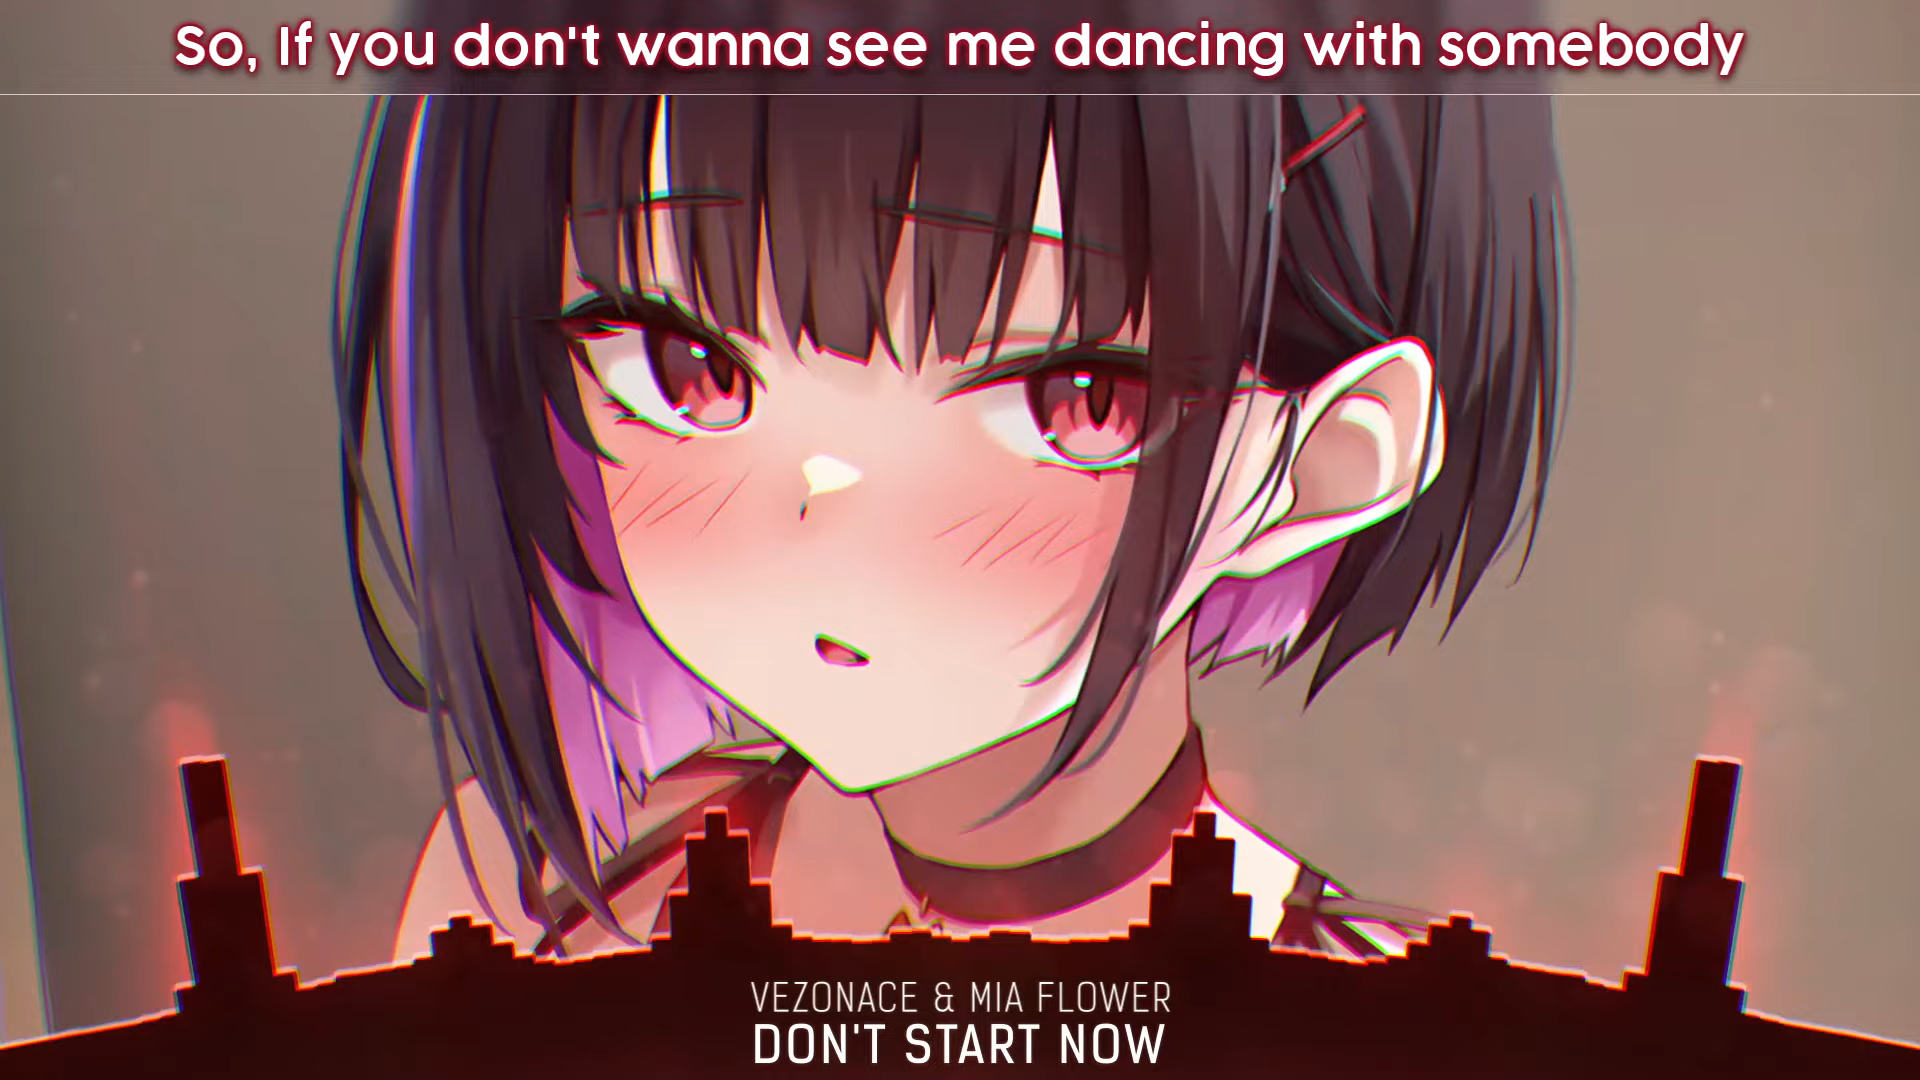 So, If you don't wanna see me dancing with somebody
VEZONACE & MIA FLOWER
DON'T START NOW